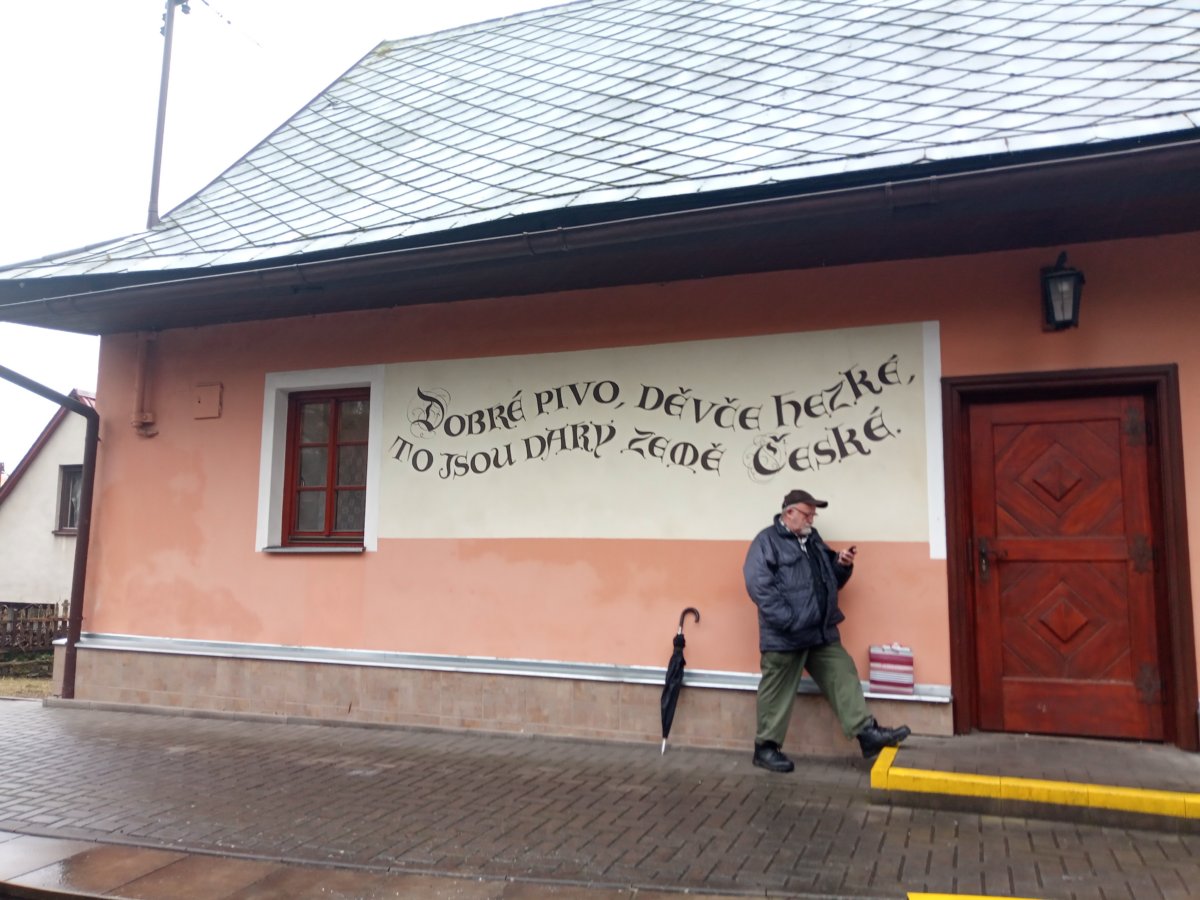 Dobré pivo, děvče hezké,
to jsou dary země České.